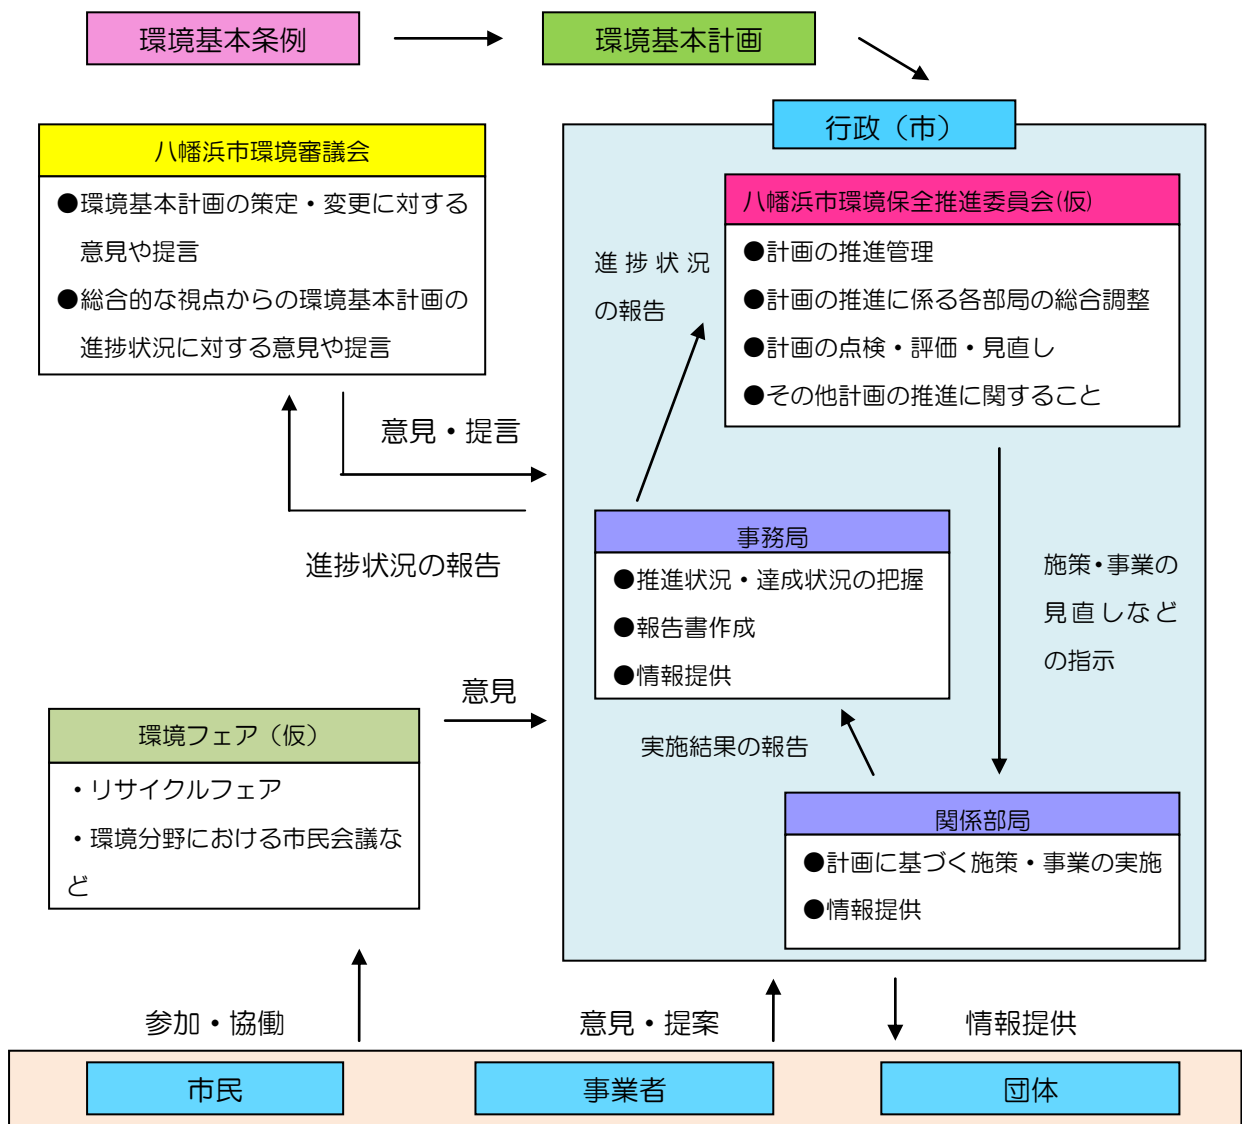 環境基本条例
環境基本計画
行政（市）
八幡浜市環境審議会
●環境基本計画の策定・変更に対する
意見や提言
●総合的な視点からの環境基本計画の
進捗状況に対する意見や提言
八幡浜市環境保全推進委員会(仮)
●計画の推進管理
●計画の推進に係る各部局の総合調整
●計画の点検・評価・見直し
●その他計画の推進に関すること
進捗状況
の報告
意見・提言
進捗状況の報告
事務局
●推進状況・達成状況の把握
●報告書作成
●情報提供
施策・事業の
見直しなど
の指示
意見
環境フェア（仮）
・リサイクルフェア
・環境分野における市民会議な
ど
実施結果の報告
関係部局
●計画に基づく施策・事業の実施
●情報提供
参加・協働
意見・提案
情報提供
市民
事業者
団体